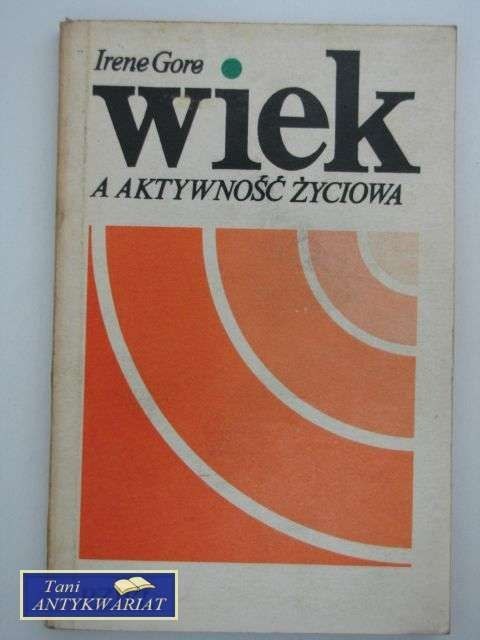 Irene Gore
wiek
A AKTYWNOŚĆ ŻYCIOWA
Tani
ANTYKWARIAT